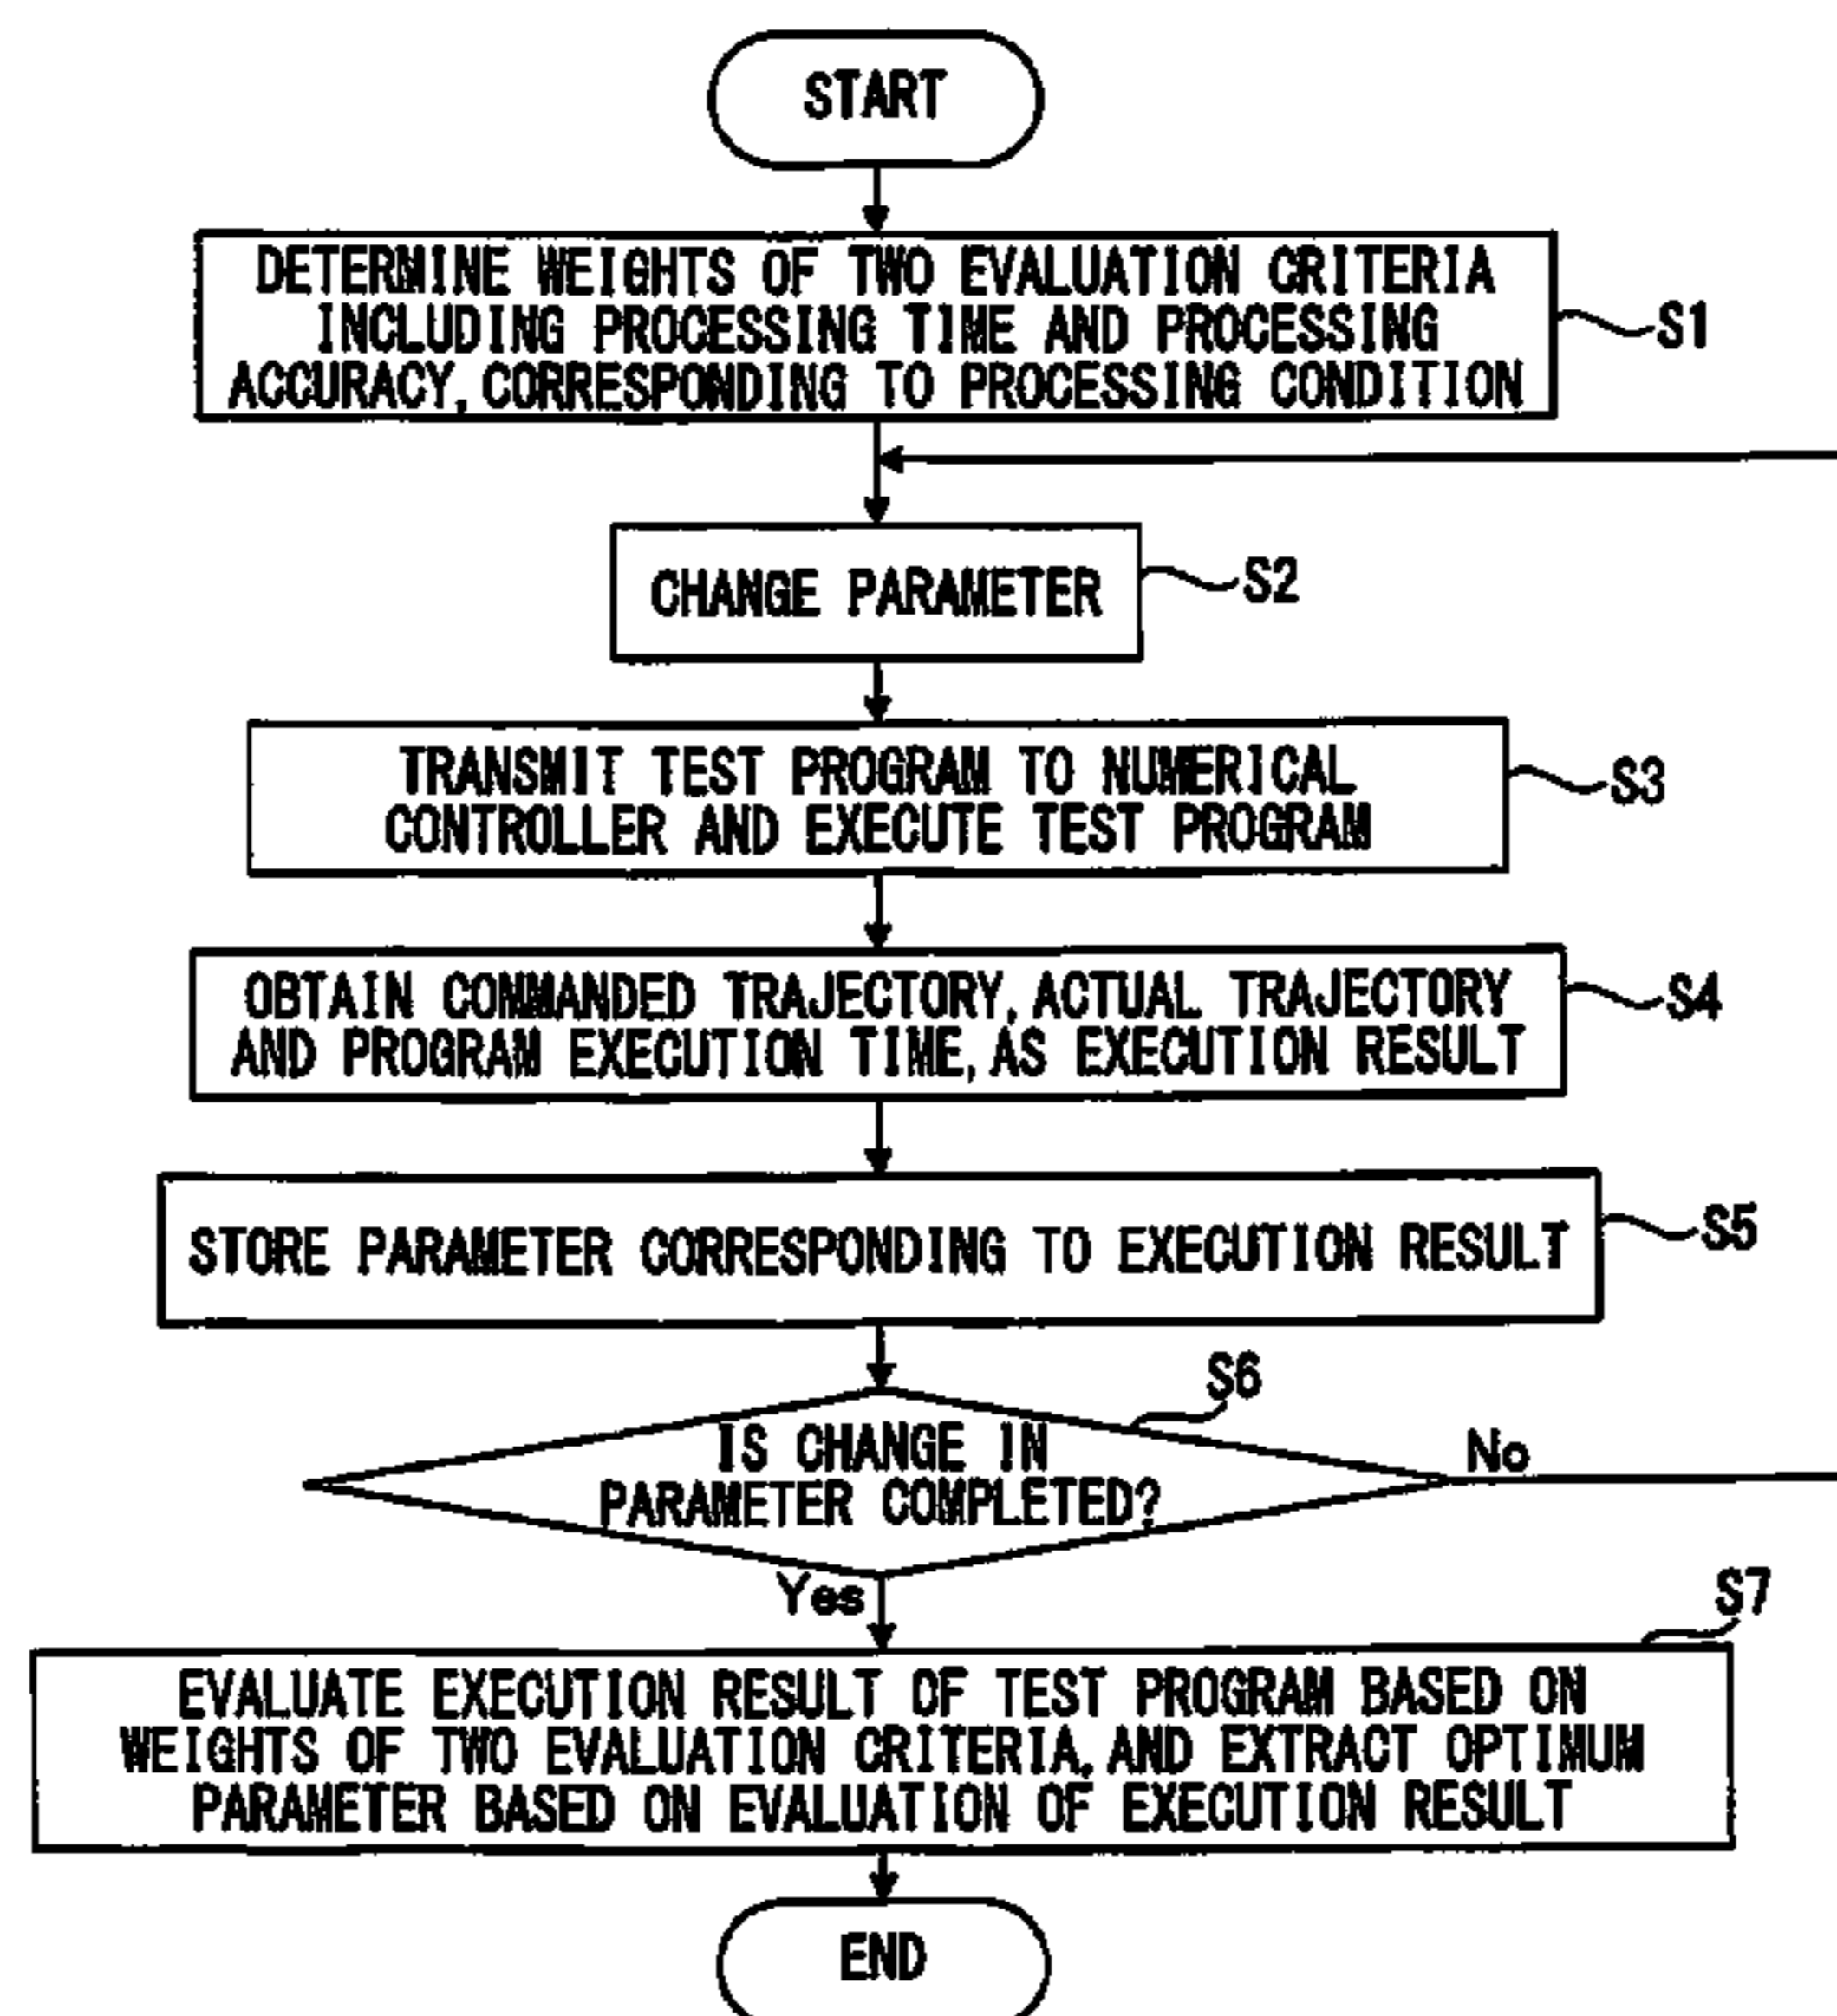 START
DETERMINE WEIGHTS OF TWO EVALUATION CRITERIA
INCLUDING PROCESSING TIME AND PROCESSING
ACCURACY, CORRESPONDING TO PROCESSING CONDITION
S1
CHANGE PARAMETER
S2
TRANSMIT TEST PROGRAM TO NUMERICAL
CONTROLLER AND EXECUTE TEST PROGRAM
S3
OBTAIN COMMANDED TRAJECTORY, ACTUAL TRAJECTORY
AND PROGRAM EXECUTION TIME, AS EXECUTION RESULT
S4
STORE PARAMETER CORRESPONDING TO EXECUTION RESULT
S5
S6
IS CHANGE IN
PARAMETER COMPLETED?
No
Yes
S7
EVALUATE EXECUTION RESULT OF TEST PROGRAM BASED ON
WEIGHTS OF TWO EVALUATION CRITERIA, AND EXTRACT OPTIMUM
PARAMETER BASED ON EVALUATION OF EXECUTION RESULT
END